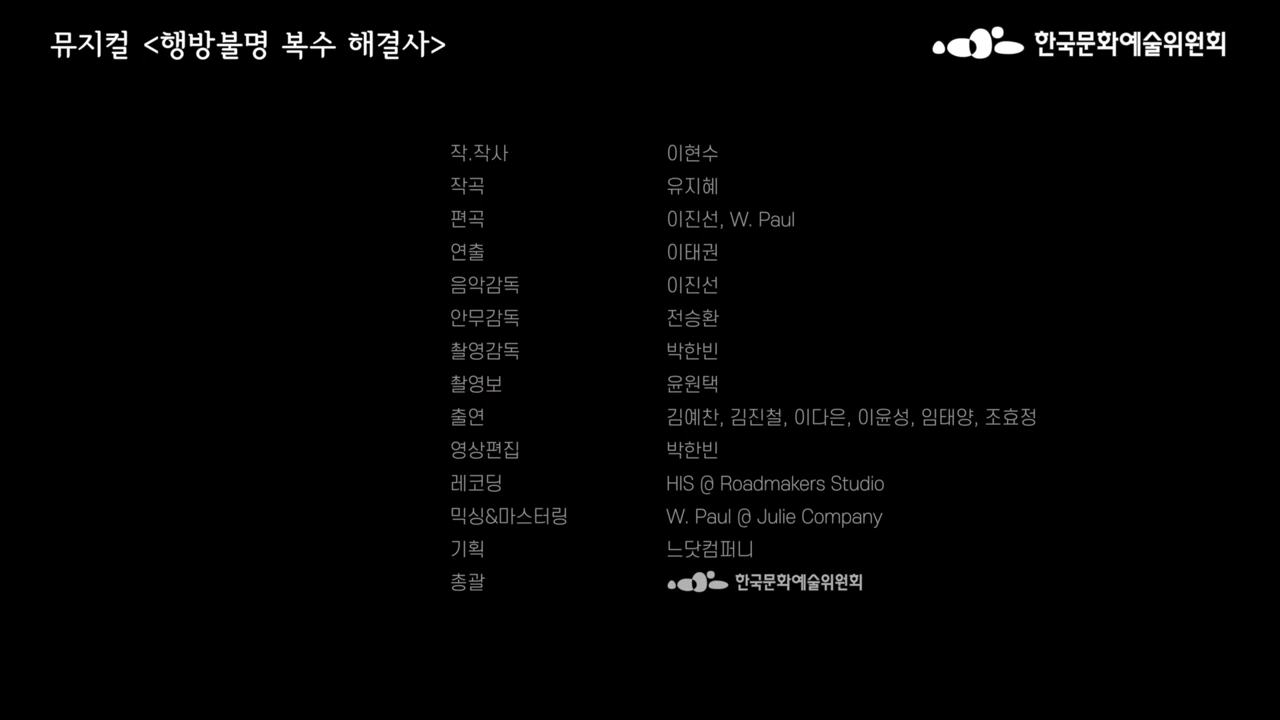 뮤지컬 <행방불명 복수 해결사>
한국문화예술위원회
작.작사 이현수
작곡 유지혜
편곡 이진선, W. Paul
연출 이태권
음악감독 이진선
안무감독 전승환
촬영감독 박한빈
촬영보 윤원택
출연 김예찬, 김진철, 이다은, 이윤성, 임태양, 조효정
영상편집 박한빈
레코딩 HIS @ Roadmakers Studio
믹싱&마스터링 W. Paul @ Julie Company
기획 느닷컴퍼니
총괄 한국문화예술위원회